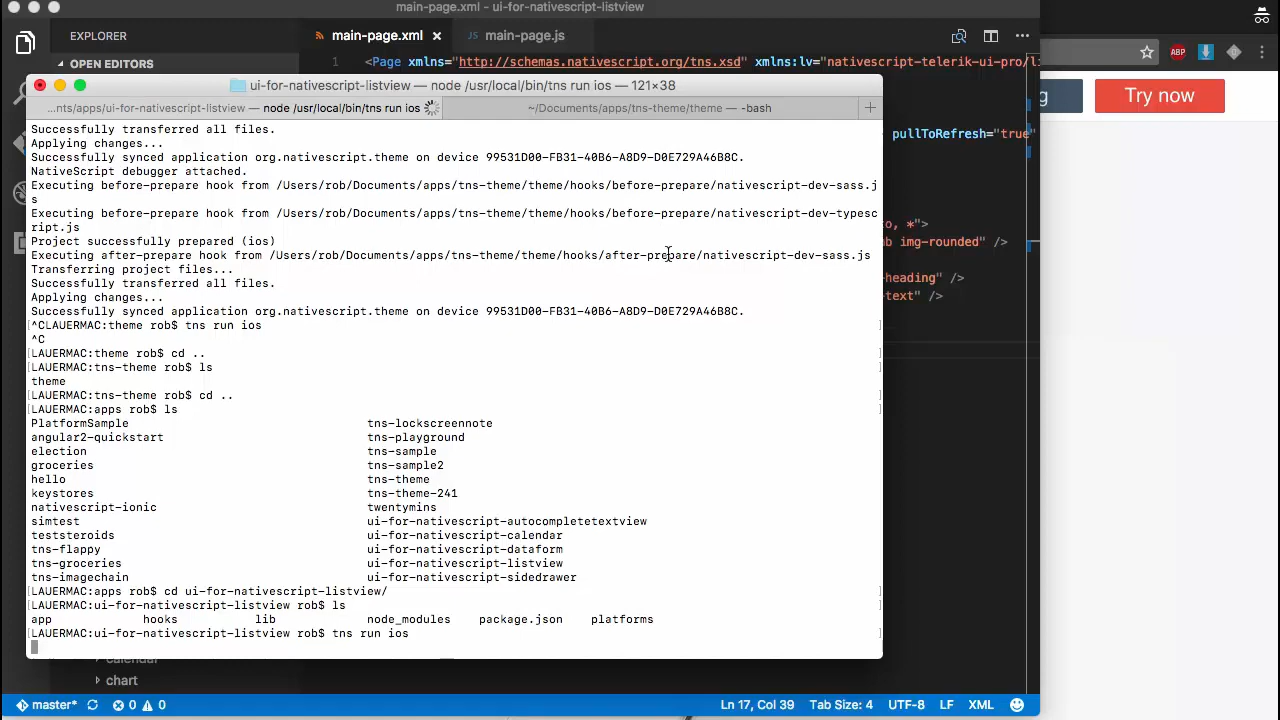 main-page.xml - ui-for-nativescript-listview
EXPLORER
main-page.xml
main-page.js
OPEN EDITORS
1 <Page xmlns="http://schemas.nativescript.org/tns.xsd" xmlns:lv="nativescript-telerik-ui-pro/li
ABP
ui-for-nativescript-listview — node /usr/local/bin/tns run ios — 121×38
g
Try now
...nts/apps/ui-for-nativescript-listview — node /usr/local/bin/tns run ios
~/Documents/apps/tns-theme/theme — -bash
Successfully transferred all files.
Applying changes...
pullToRefresh="true"
Successfully synced application org.nativescript.theme on device 99531D00-FB31-40B6-A8D9-D0E729A46B8C.
NativeScript debugger attached.
Executing before-prepare hook from /Users/rob/Documents/apps/tns-theme/theme/hooks/before-prepare/nativescript-dev-sass.j
s
Executing before-prepare hook from /Users/rob/Documents/apps/tns-theme/theme/hooks/before-prepare/nativescript-dev-typesc
o, *">
ript.js
Project successfully prepared (ios)
mb img-rounded" />
Executing after-prepare hook from /Users/rob/Documents/apps/tns-theme/theme/hooks/after-prepare/nativescript-dev-sass.js
Transferring project files...
-heading" />
Successfully transferred all files.
Applying changes...
-text" />
Successfully synced application org.nativescript.theme on device 99531D00-FB31-40B6-A8D9-D0E729A46B8C.
[^CLAUERMAC:theme rob$ tns run ios ]
^C
[LAUERMAC:theme rob$ cd .. ]
[LAUERMAC:tns-theme rob$ ls ]
theme
[LAUERMAC:tns-theme rob$ cd .. ]
[LAUERMAC:apps rob$ ls ]
PlatformSample tns-lockscreennote
angular2-quickstart tns-playground
election tns-sample
groceries tns-sample2
hello tns-theme
keystores tns-theme-241
nativescript-ionic twentymins
simtest ui-for-nativescript-autocompletetextview
teststeroids ui-for-nativescript-calendar
tns-flappy ui-for-nativescript-dataform
tns-groceries ui-for-nativescript-listview
tns-imagechain ui-for-nativescript-sidedrawer
[LAUERMAC:apps rob$ cd ui-for-nativescript-listview/ ]
[LAUERMAC:ui-for-nativescript-listview rob$ ls ]
app hooks lib node_modules package.json platforms
[LAUERMAC:ui-for-nativescript-listview rob$ tns run ios ]
calendar
chart
master* 0 0 Ln 17, Col 39 Tab Size: 4 UTF-8 LF XML